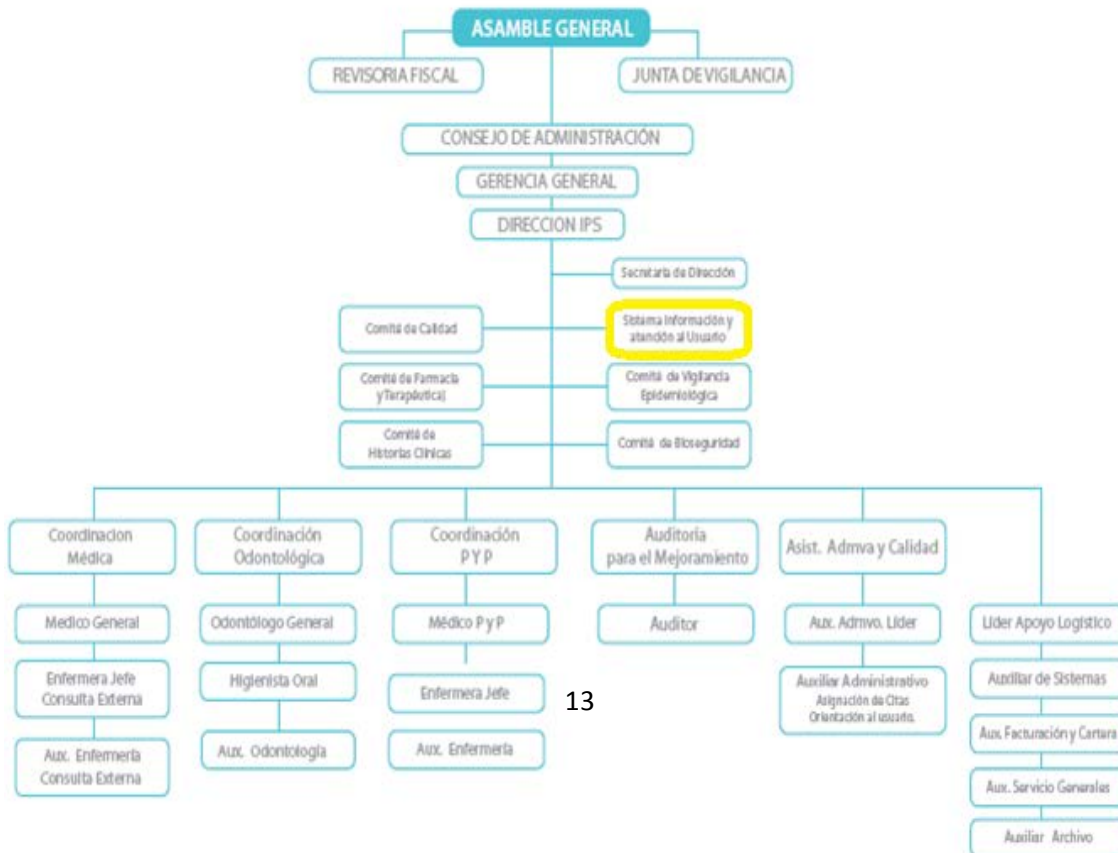 ASAMBLE GENERAL
REVISORIA FISCAL
JUNTA DE VIGILANCIA
CONSEJO DE ADMINISTRACIÓN
GERENCIA GENERAL
DIRECCION IPS
Secretaría de Dirección
Comité de Calidad
Sistema Información y
atención al Usuario
Comité de Farmacia
y Terapéutica|
Comité de Vigilancia
Epidemiológica
Comité de
Historias Clínicas
Comité de Bioseguridad
Coordinacion
Médica
Coordinación
Odontológica
Coordinación
P Y P
Auditoría
para el Mejoramiento
Asist. Admva y Calidad
Medico General
Odontólogo General
Médico P y P
Auditor
Aux. Admvo. Líder
Líder Apoyo Logístico
Enfermera Jefe
Consulta Externa
Higienista Oral
Enfermera Jefe
13
Auxiliar Administrativo
Asignación de Citas
Orientación al usuario.
Auxiliar de Sistemas
Aux. Enfermería
Consulta Externa
Aux. Odontología
Aux. Enfermería
Aux. Facturación y Cartera
Aux. Servicio Generales
Auxiliar Archivo